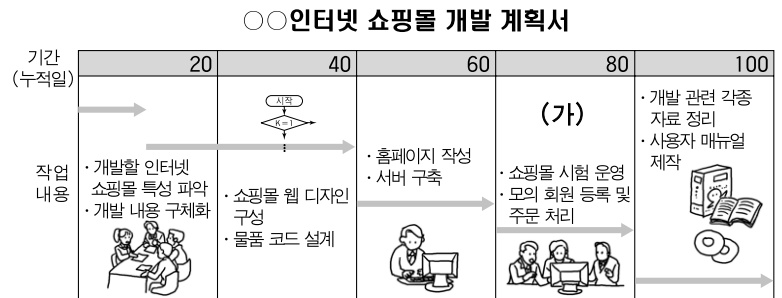 ○○인터넷 쇼핑몰 개발 계획서
기간
(누적일)
20
40
60
80
100
작업
내용
· 개발할 인터넷
쇼핑몰 특성 파악
· 개발 내용 구체화
시작
K=1
· 쇼핑몰 웹 디자인
구성
· 물품 코드 설계
· 홈페이지 작성
· 서버 구축
(가)
· 쇼핑몰 시험 운영
· 모의 회원 등록 및
주문 처리
· 개발 관련 각종
자료 정리
· 사용자 매뉴얼
제작